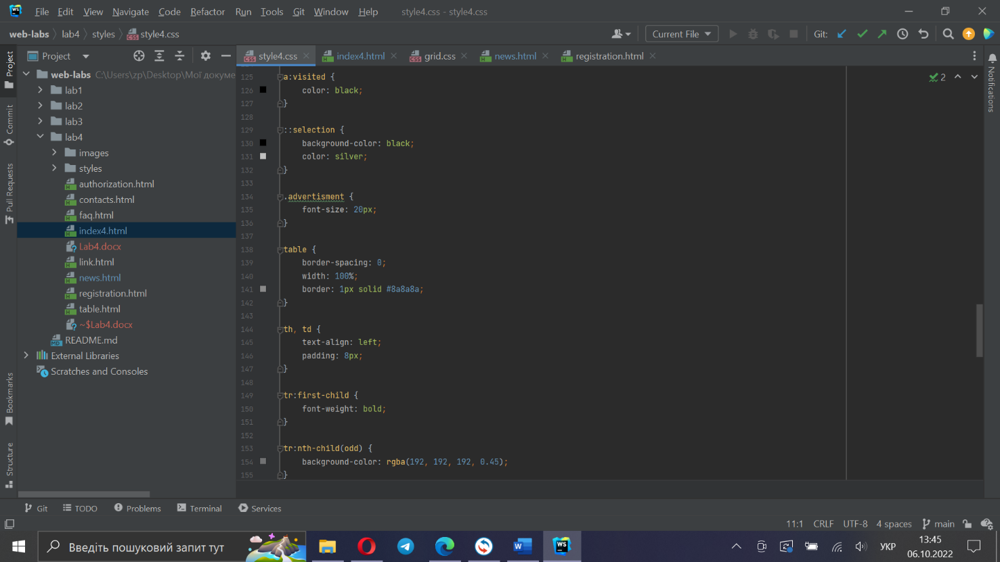 WS File Edit View Navigate Code Refactor Run Tools Git Window Help style4.css - style4.css
web-labs lab4 styles style4.css Current File Git:
Project style4.css index4.html grid.css news.html registration.html
Project
Commit
Pull Requests
Bookmarks
Structure
Notifications
web-labs C:\Users\zp\Desktop\Мої докуме
lab1
lab2
lab3
lab4
images
styles
authorization.html
contacts.html
faq.html
index4.html
Lab4.docx
link.html
news.html
registration.html
table.html
~$Lab4.docx
README.md
External Libraries
Scratches and Consoles
2
125 a:visited {
126 color: black;
127 }
128
129 ::selection {
130 background-color: black;
131 color: silver;
132 }
133
134 .advertisment {
135 font-size: 20px;
136 }
137
138 table {
139 border-spacing: 0;
140 width: 100%;
141 border: 1px solid #8a8a8a;
142 }
143
144 th, td {
145 text-align: left;
146 padding: 8px;
147 }
148
149 tr:first-child {
150 font-weight: bold;
151 }
152
153 tr:nth-child(odd) {
154 background-color: rgba(192, 192, 192, 0.45);
155 }
Git TODO Problems Terminal Services
11:1 CRLF UTF-8 4 spaces main
Введіть пошуковий запит тут
УКР
13:45
06.10.2022